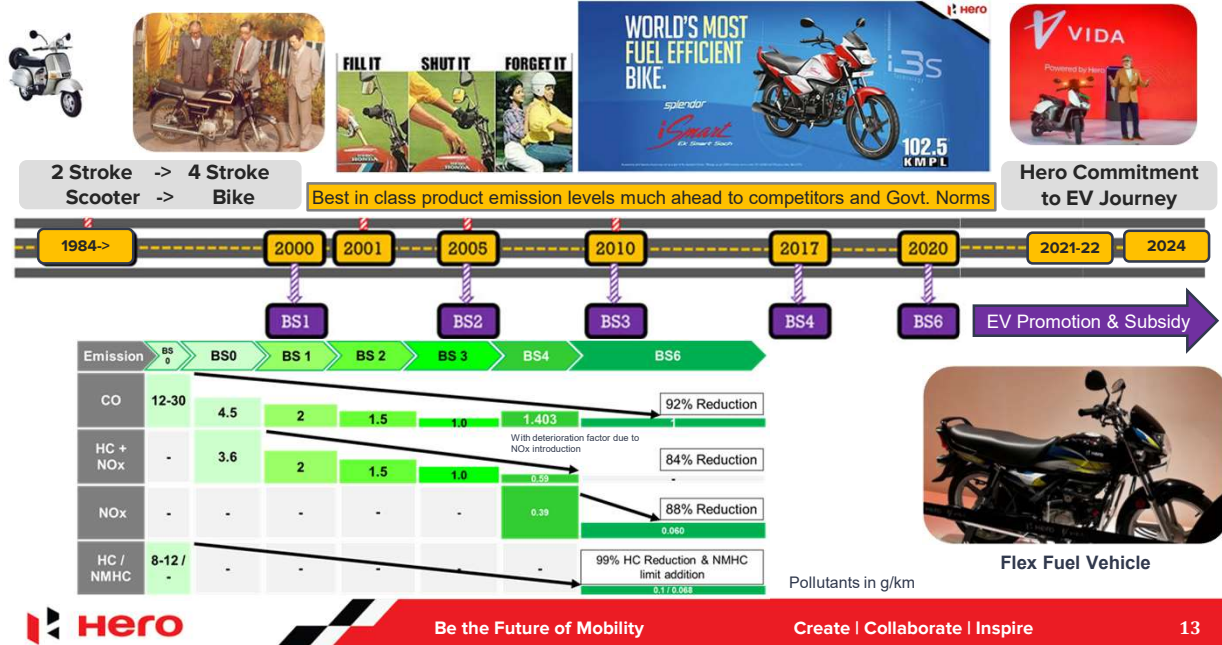 FILL IT
SHUT IT
FORGET IT
HONDA
HONDA
WORLD'S MOST
FUEL EFFICIENT
BIKE.
splendor
iSmart
Ek Smart Soch
i3s
Hero
102.5
KMPL
VIDA
Powered by Hero
2 Stroke -> 4 Stroke
Scooter -> Bike
Best in class product emission levels much ahead to competitors and Govt. Norms
Hero Commitment
to EV Journey
1984->
2000
2001
2005
2010
2017
2020
2021-22
2024
BS1
BS2
BS3
BS4
BS6
EV Promotion & Subsidy
Emission
BS
0
BS0
BS 1
BS 2
BS 3
BS4
BS6
CO
12-30
4.5
2
1.5
1.0
1.403
1
92% Reduction
With deterioration factor due to
NOx introduction
HC +
NOx
-
3.6
2
1.5
1.0
0.59
-
84% Reduction
NOx
-
-
-
-
-
0.39
88% Reduction
0.060
HC /
NMHC
8-12 /
-
-
-
-
-
-
99% HC Reduction & NMHC
limit addition
0.1 / 0.068
Pollutants in g/km
Flex Fuel Vehicle
Hero
Be the Future of Mobility
Create | Collaborate | Inspire
13